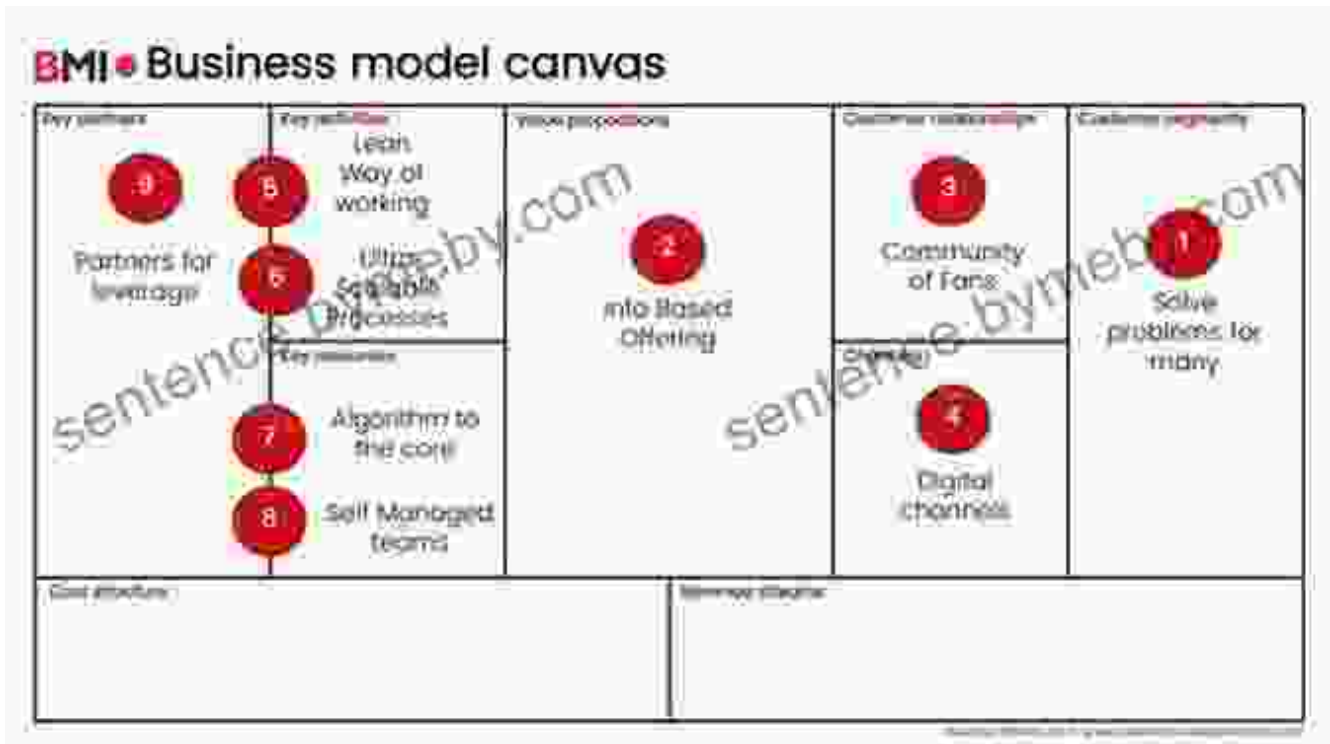 BMI Business model canvas
Key partners
Key activities
Value propositions
Customer relationships
Customer segments
9
Partners for
leverage
5
Lean
Way of
working
6
Ultra
Scalable
Processes
2
Info Based
Offering
3
Community
of Fans
1
Solve
problems for
many
Key resources
7
Algorithm to
the core
8
Self Managed
teams
Channels
4
Digital
channels
Cost structure
Revenue streams
sentence.bymeby.com
sentence.bymeby.com